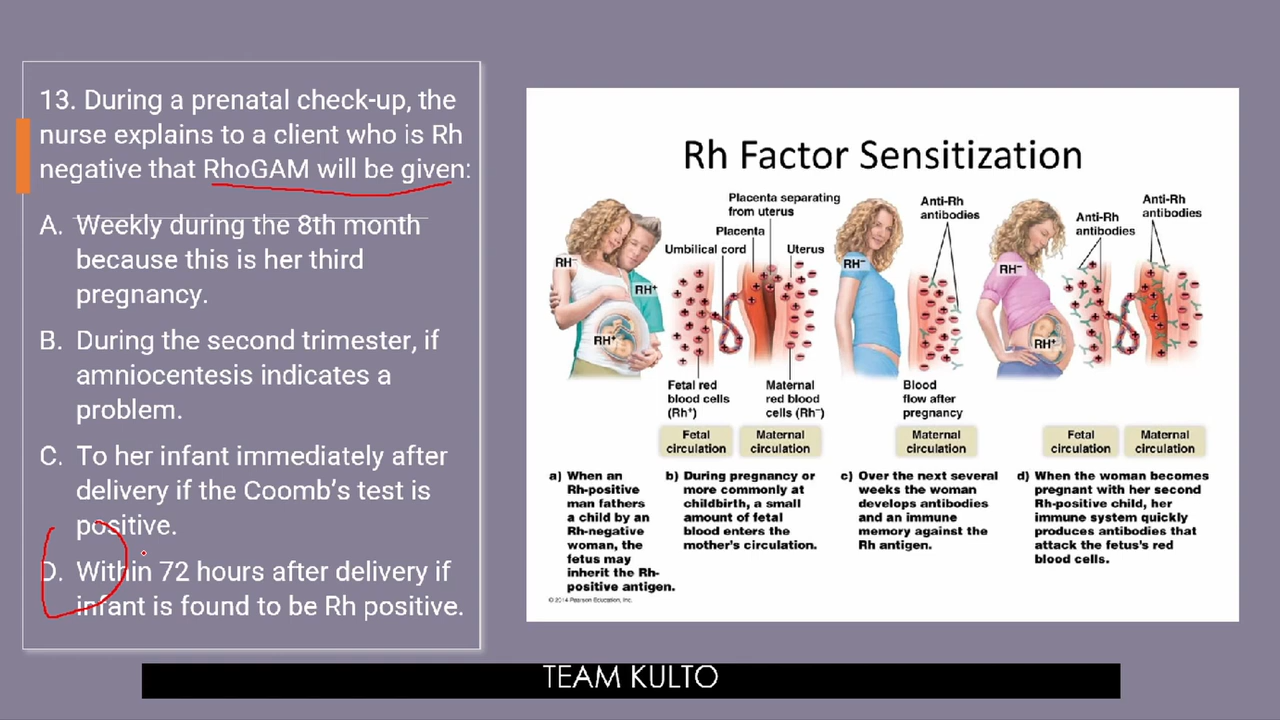 13. During a prenatal check-up, the
nurse explains to a client who is Rh
negative that RhoGAM will be given:
A. Weekly during the 8th month
because this is her third
pregnancy.
B. During the second trimester, if
amniocentesis indicates a
problem.
C. To her infant immediately after
delivery if the Coomb's test is
positive.
D. Within 72 hours after delivery if
infant is found to be Rh positive.
Rh Factor Sensitization
Placenta separating
from uterus
Placenta
Umbilical cord
Uterus
RH⁻
RH⁺
RH⁺
Fetal red
blood cells
(Rh⁺)
Maternal
red blood
cells (Rh⁻)
Fetal
circulation
Maternal
circulation
Anti-Rh
antibodies
RH⁻
Blood
flow after
pregnancy
Maternal
circulation
Anti-Rh
antibodies
Anti-Rh
antibodies
RH⁻
RH⁺
Fetal
circulation
Maternal
circulation
a) When an
Rh-positive
man fathers
a child by an
Rh-negative
woman, the
fetus may
inherit the Rh-
positive antigen.
b) During pregnancy or
more commonly at
childbirth, a small
amount of fetal
blood enters the
mother's circulation.
c) Over the next several
weeks the woman
develops antibodies
and an immune
memory against the
Rh antigen.
d) When the woman becomes
pregnant with her second
Rh-positive child, her
immune system quickly
produces antibodies that
attack the fetus's red
blood cells.
© 2014 Pearson Education, Inc.
TEAM KULTO